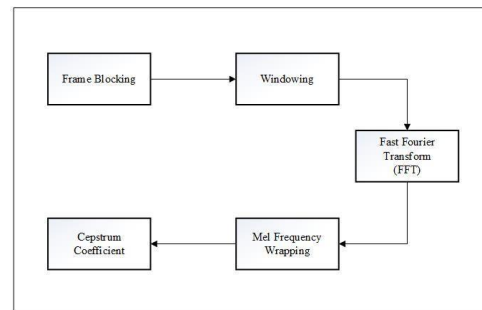 Frame Blocking
Windowing
Fast Fourier
Transform
(FFT)
Mel Frequency
Wrapping
Cepstrum
Coefficient